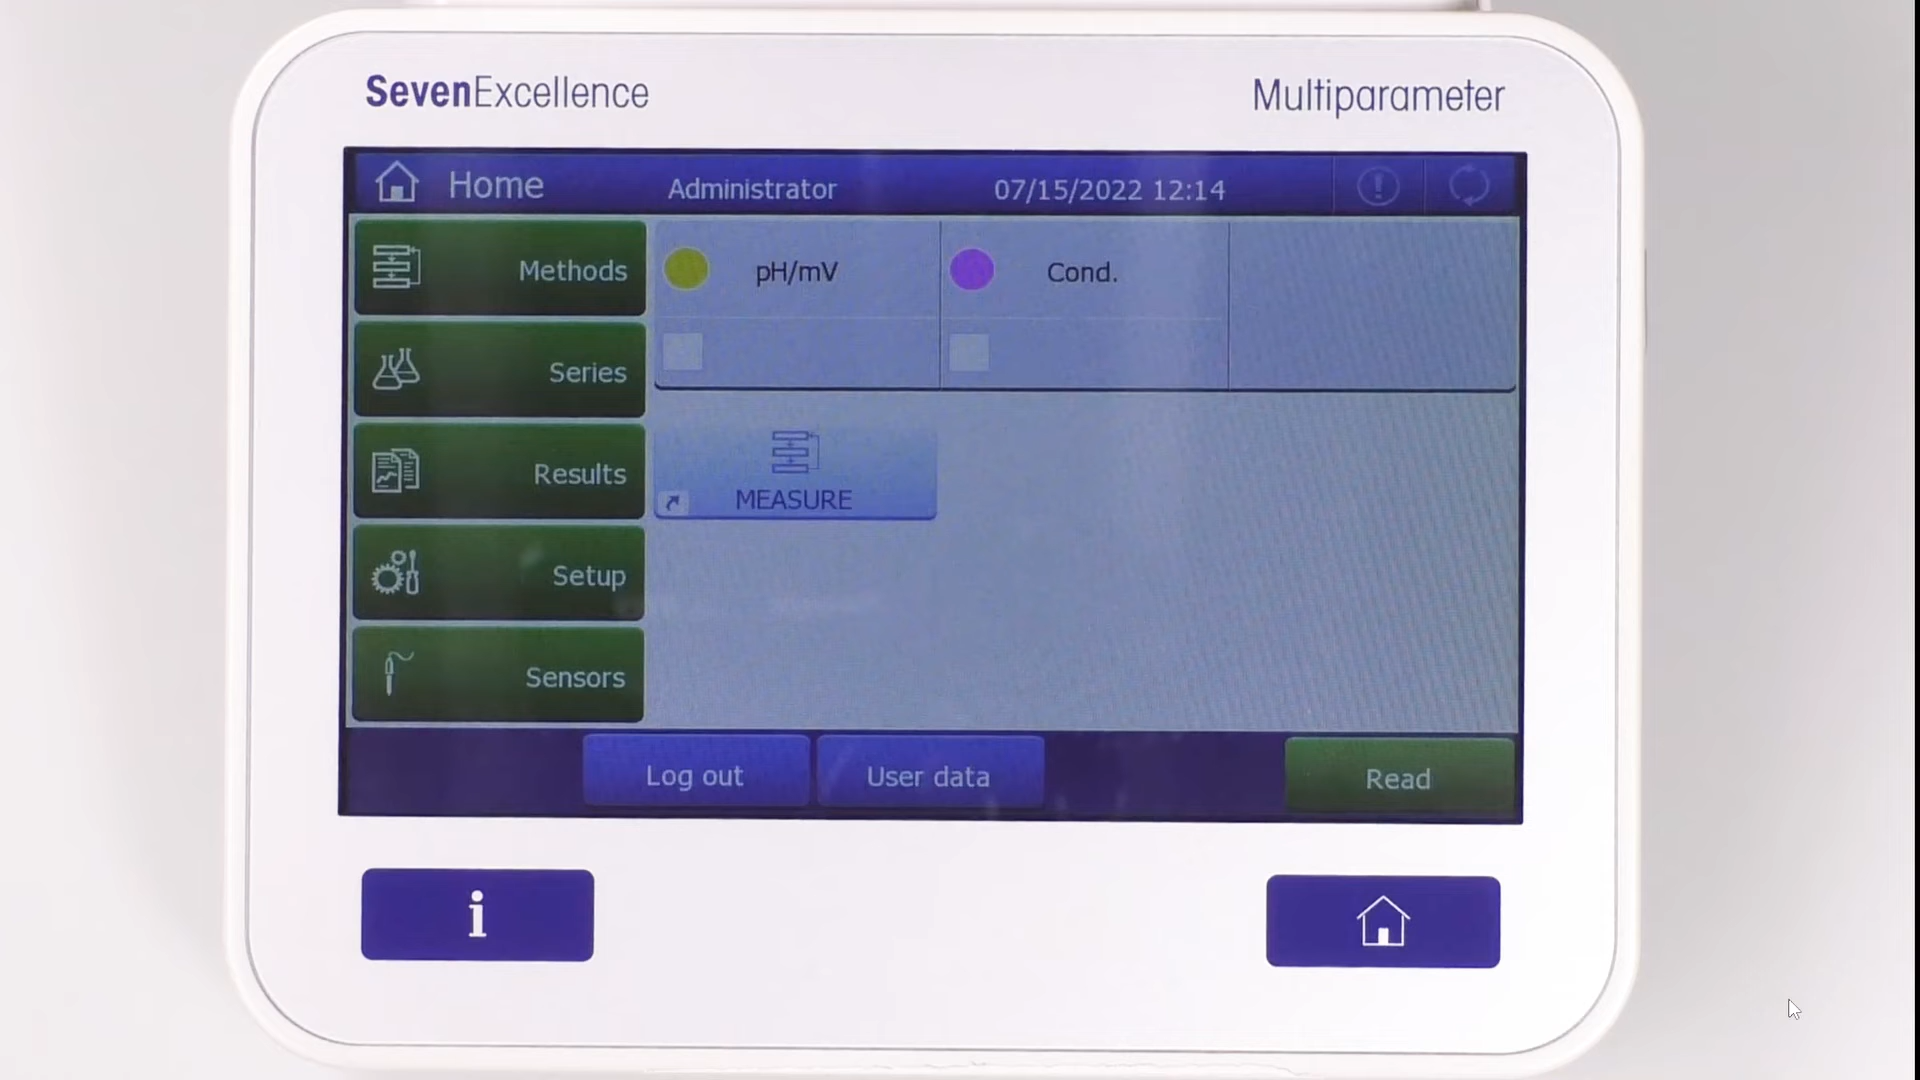 SevenExcellence
Multiparameter
Home
Administrator
07/15/2022 12:14
Methods
pH/mV
Cond.
Series
Results
MEASURE
Setup
Sensors
Log out
User data
Read
i